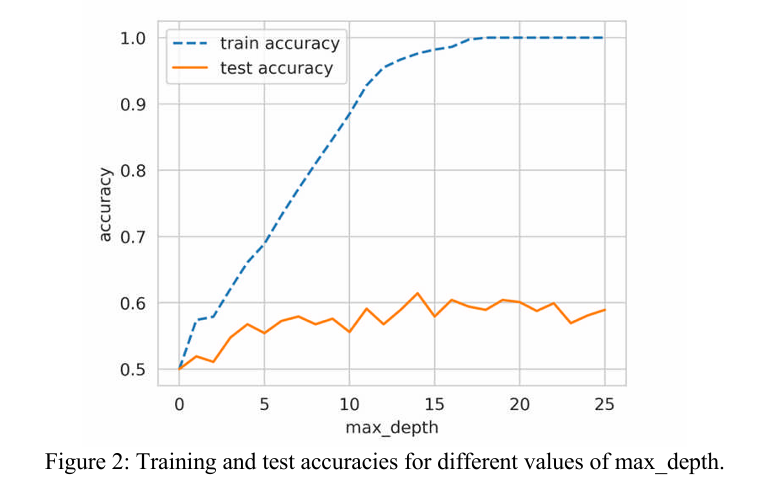 1.0
0.9
0.8
0.7
0.6
0.5
accuracy
train accuracy
test accuracy
0 5 10 15 20 25
max_depth
Figure 2: Training and test accuracies for different values of max_depth.